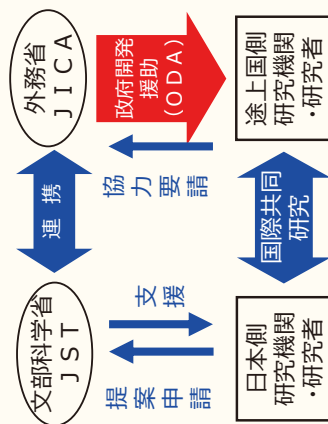 文部科学省
JST
連携
外務省
JICA
提案申請
支援
協力要請
政府開発
援助
(ODA)
日本側
研究機関
・研究者
国際共同
研究
途上国側
研究機関
・研究者